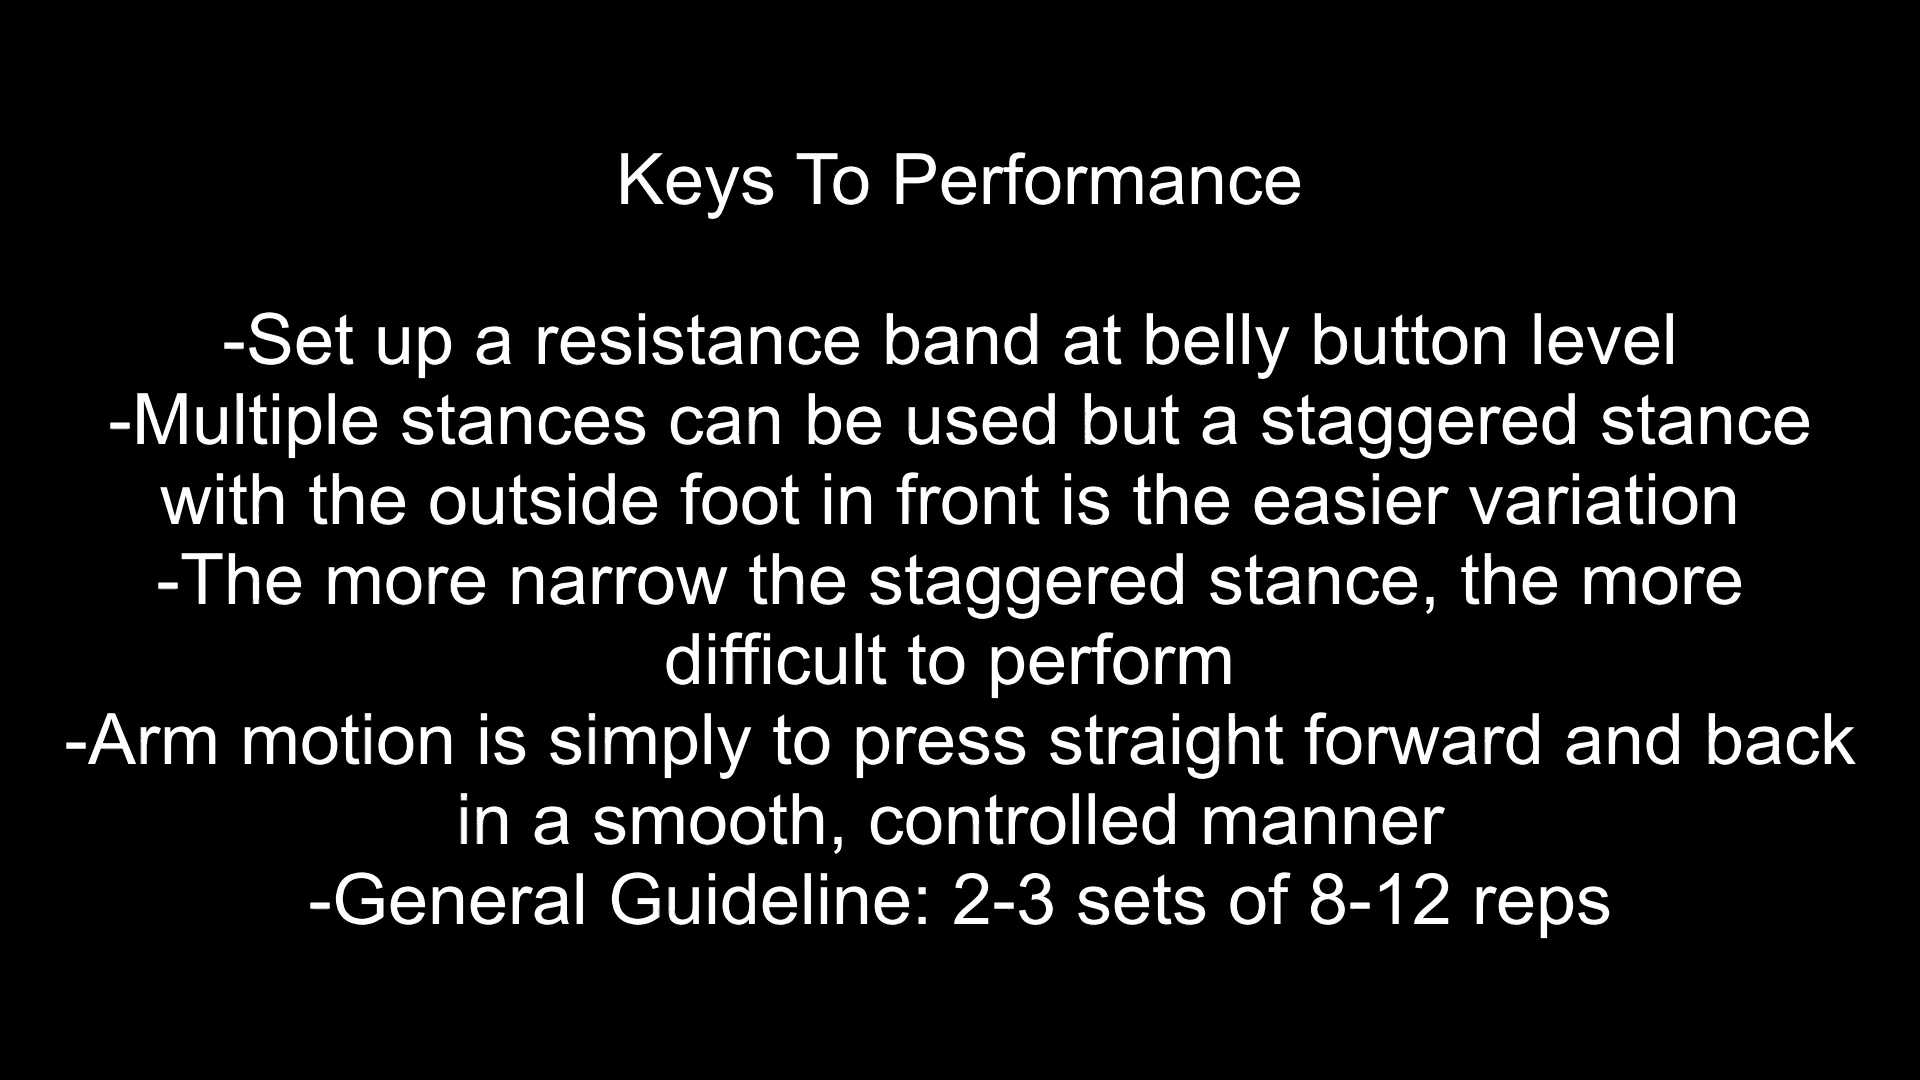 Keys To Performance
-Set up a resistance band at belly button level
-Multiple stances can be used but a staggered stance
with the outside foot in front is the easier variation
-The more narrow the staggered stance, the more
difficult to perform
-Arm motion is simply to press straight forward and back
in a smooth, controlled manner
-General Guideline: 2-3 sets of 8-12 reps